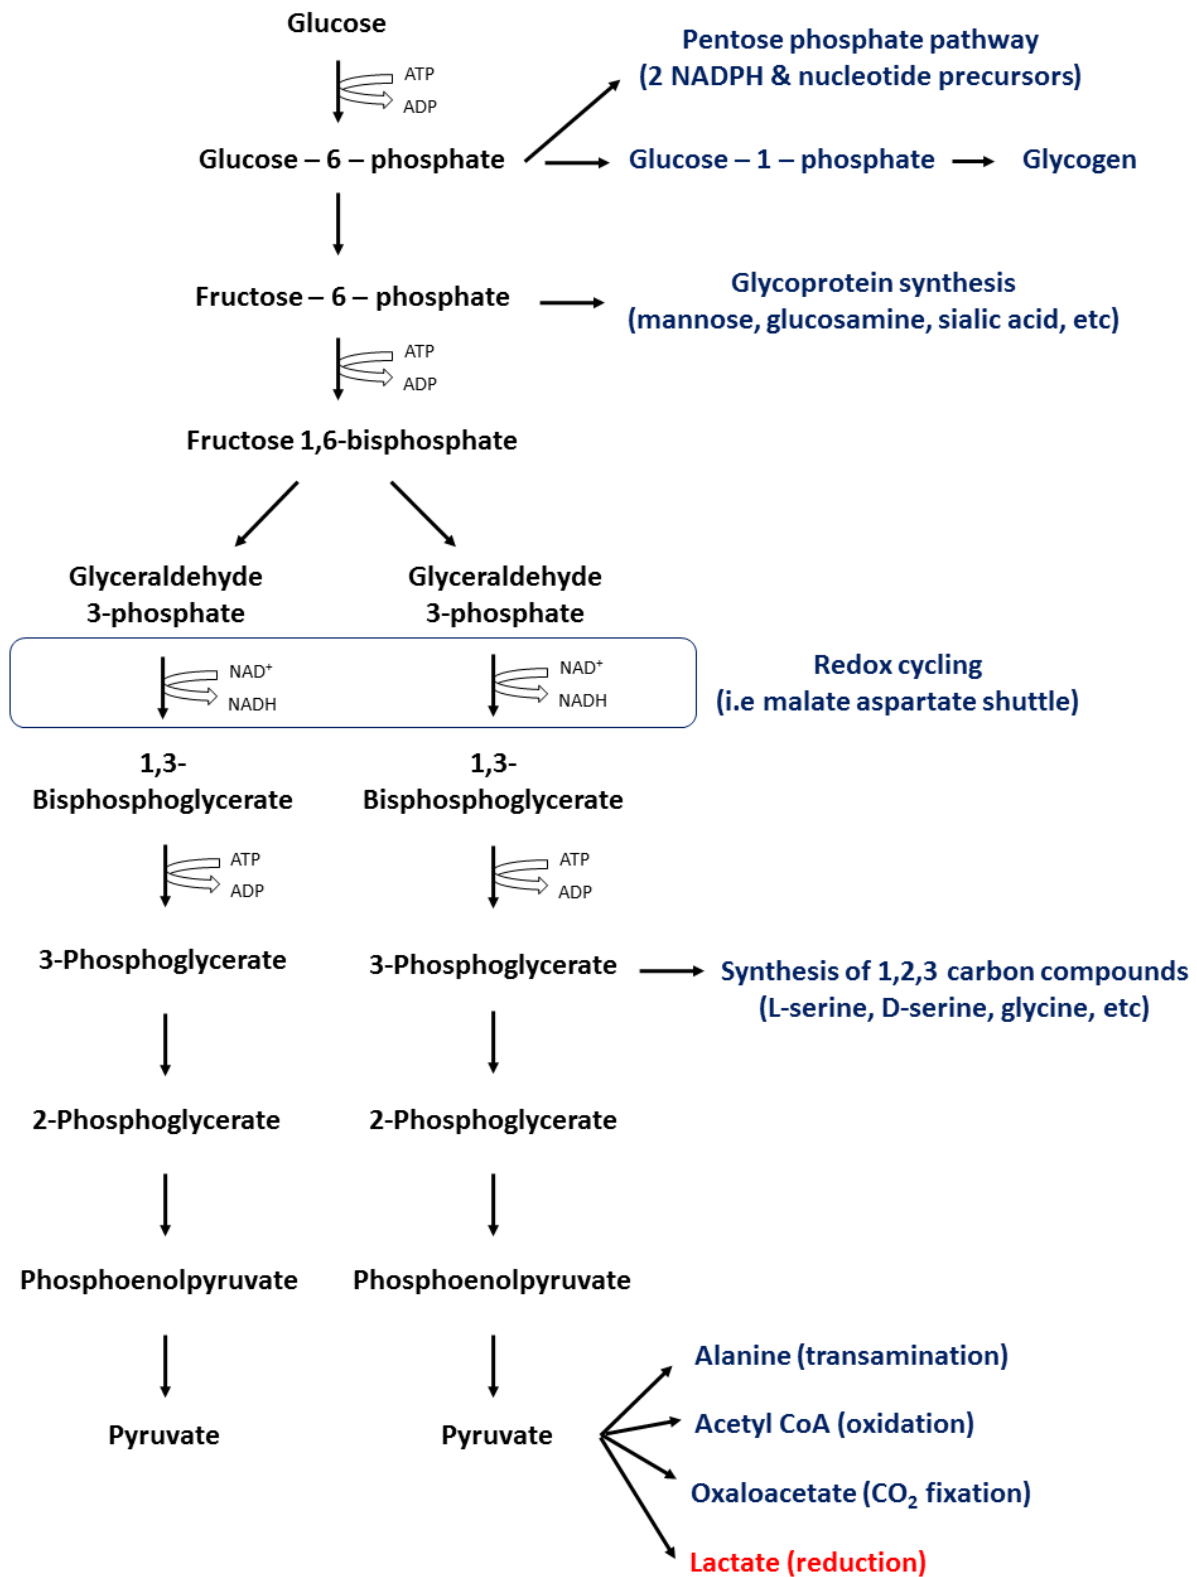 Glucose
ATP
ADP
Pentose phosphate pathway
(2 NADPH & nucleotide precursors)
Glucose – 6 – phosphate
Glucose – 1 – phosphate
Glycogen
Fructose – 6 – phosphate
Glycoprotein synthesis
(mannose, glucosamine, sialic acid, etc)
ATP
ADP
Fructose 1,6-bisphosphate
Glyceraldehyde
3-phosphate
Glyceraldehyde
3-phosphate
NAD⁺
NADH
NAD⁺
NADH
Redox cycling
(i.e malate aspartate shuttle)
1,3-
Bisphosphoglycerate
1,3-
Bisphosphoglycerate
ATP
ADP
ATP
ADP
3-Phosphoglycerate
3-Phosphoglycerate
Synthesis of 1,2,3 carbon compounds
(L-serine, D-serine, glycine, etc)
2-Phosphoglycerate
2-Phosphoglycerate
Phosphoenolpyruvate
Phosphoenolpyruvate
Pyruvate
Pyruvate
Alanine (transamination)
Acetyl CoA (oxidation)
Oxaloacetate (CO₂ fixation)
Lactate (reduction)